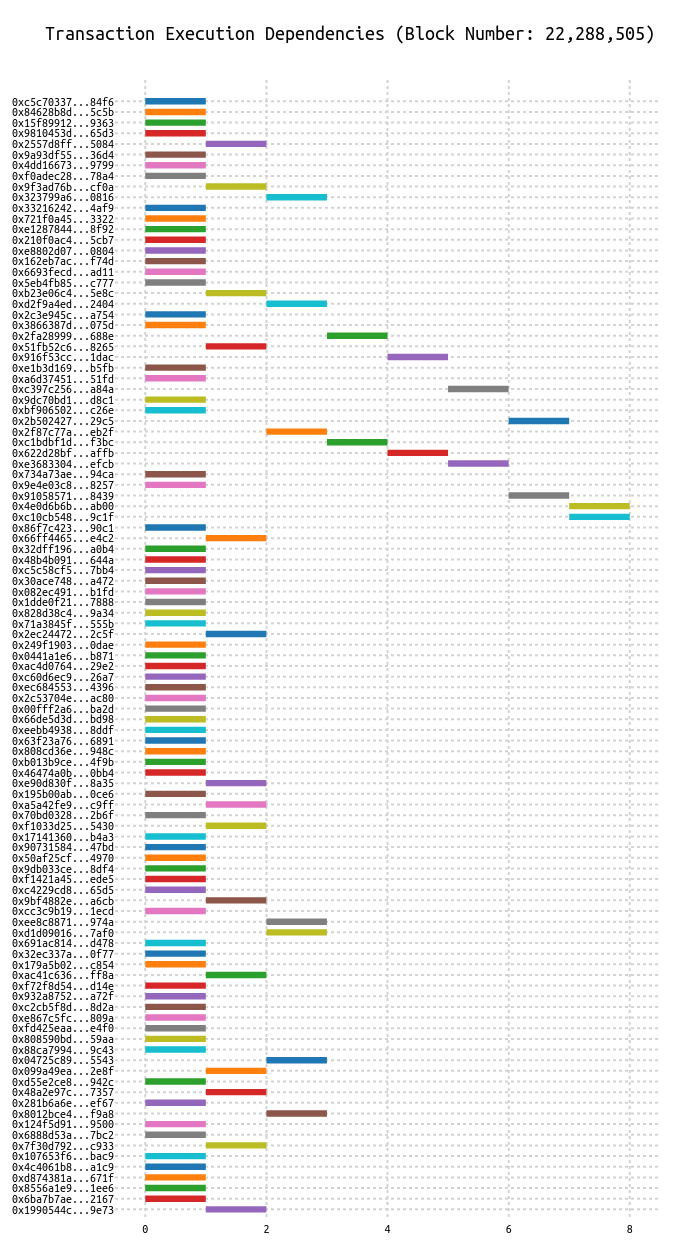 Transaction Execution Dependencies (Block Number: 22,288,505)
0xc5c70337...84f6
0x84628b8d...5c5b
0x15f89912...9363
0x9810453d...65d3
0x2557d8ff...5084
0x9a93df55...36d4
0x4dd16673...9799
0xf0adec28...78a4
0x9f3ad76b...cf0a
0x323799a6...0816
0x33216242...4af9
0x721f0a45...3322
0xe1287844...8f92
0x210f0ac4...5cb7
0xe8802d07...0804
0x162eb7ac...f74d
0x6693fecd...ad11
0x5eb4fb85...c777
0xb23e06c4...5e8c
0xd2f9a4ed...2404
0x2c3e945c...a754
0x3866387d...075d
0x2fa28999...688e
0x51fb52c6...8265
0x916f53cc...1dac
0xe1b3d169...b5fb
0xa6d37451...51fd
0xc397c256...a84a
0x9dc70bd1...d8c1
0xbf906502...c26e
0x2b502427...29c5
0x2f87c77a...eb2f
0xc1bdbf1d...f3bc
0x622d28bf...affb
0xe3683304...efcb
0x734a73ae...94ca
0x9e4e03c8...8257
0x91058571...8439
0x4e0d6b6b...ab00
0xc10cb548...9c1f
0x86f7c423...90c1
0x66ff4465...e4c2
0x32dff196...a0b4
0x48b4b091...644a
0xc5c58cf5...7bb4
0x30ace748...a472
0x082ec491...b1fd
0x1dde0f21...7888
0x828d38c4...9a34
0x71a3845f...555b
0x2ec24472...2c5f
0x249f1903...0dae
0x0441a1e6...b871
0xac4d0764...29e2
0xc60d6ec9...26a7
0xec684553...4396
0x2c53704e...ac80
0x00fff2a6...ba2d
0x66de5d3d...bd98
0xeebb4938...8ddf
0x63f23a76...6891
0x808cd36e...948c
0xb013b9ce...4f9b
0x46474a0b...0bb4
0xe90d830f...8a35
0x195b00ab...0ce6
0xa5a42fe9...c9ff
0x70bd0328...2b6f
0xf1033d25...5430
0x17141360...b4a3
0x90731584...47bd
0x50af25cf...4970
0x9db033ce...8df4
0xf1421a45...ede5
0xc4229cd8...65d5
0x9bf4882e...a6cb
0xcc3c9b19...1ecd
0xee8c8871...974a
0xd1d09016...7af0
0x691ac814...d478
0x32ec337a...0f77
0x179a5b02...c854
0xac41c636...ff8a
0xf72f8d54...d14e
0x932a8752...a72f
0xc2cb5f8d...8d2a
0xe867c5fc...809a
0xfd425eaa...e4f0
0x808590bd...59aa
0x88ca7994...9c43
0x04725c89...5543
0x099a49ea...2e8f
0xd55e2ce8...942c
0x48a2e97c...7357
0x281b6a6e...ef67
0x8012bce4...f9a8
0x124f5d91...9500
0x6888d53a...7bc2
0x7f30d792...c933
0x107653f6...bac9
0x4c4061b8...a1c9
0xd874381a...671f
0x8556a1e9...1ee6
0x6ba7b7ae...2167
0x1990544c...9e73
0 2 4 6 8